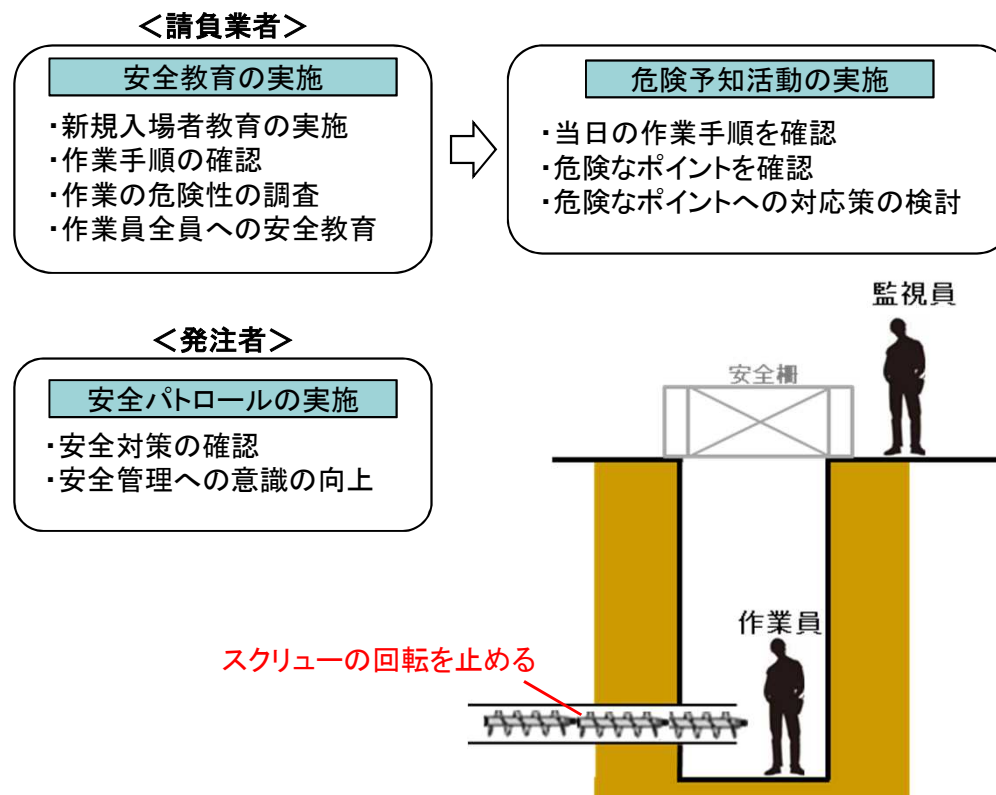 ＜請負業者＞
安全教育の実施
・新規入場者教育の実施
・作業手順の確認
・作業の危険性の調査
・作業員全員への安全教育
危険予知活動の実施
・当日の作業手順を確認
・危険なポイントを確認
・危険なポイントへの対応策の検討
＜発注者＞
安全パトロールの実施
・安全対策の確認
・安全管理への意識の向上
監視員
安全柵
作業員
スクリューの回転を止める